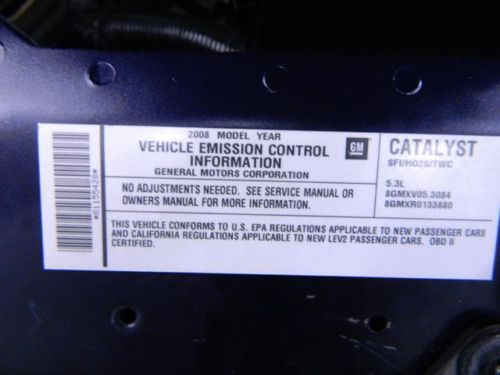 2008 MODEL YEAR
VEHICLE EMISSION CONTROL
INFORMATION
GENERAL MOTORS CORPORATION
GM
CATALYST
SFI/HO2S/TWC
NO ADJUSTMENTS NEEDED. SEE SERVICE MANUAL OR
OWNERS MANUAL FOR MORE INFORMATION.
5.3L
8GMXV05.3084
8GMXR0133880
THIS VEHICLE CONFORMS TO U.S. EPA REGULATIONS APPLICABLE TO NEW PASSENGER CARS
AND CALIFORNIA REGULATIONS APPLICABLE TO NEW LEV2 PASSENGER CARS. OBD II
CERTIFIED.
*81155428*